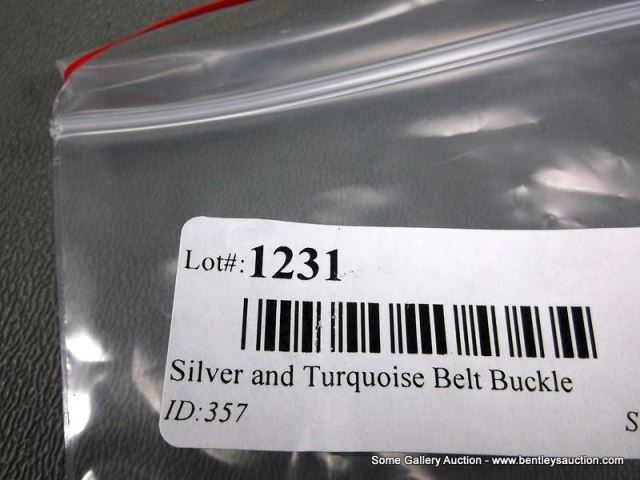 Lot#:1231
Silver and Turquoise Belt Buckle
ID:357
S
Some Gallery Auction - www.bentleysauction.com